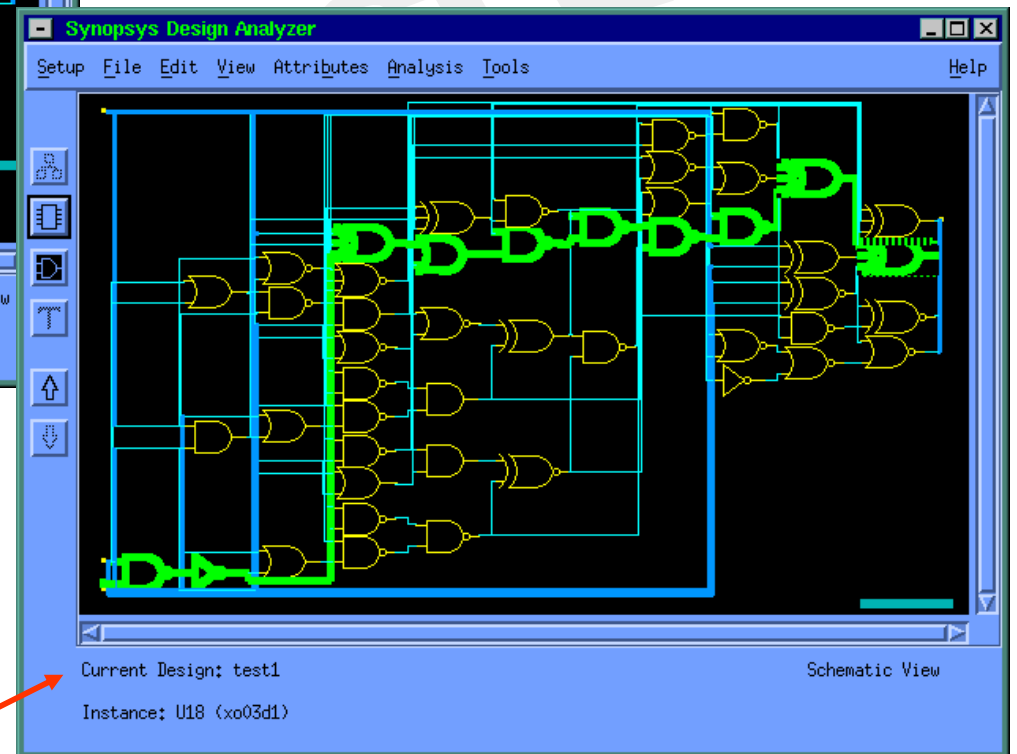 Synopsys Design Analyzer
Setup File Edit View Attributes Analysis Tools Help
w
Current Design: test1
Schematic View
Instance: U18 (xo03d1)